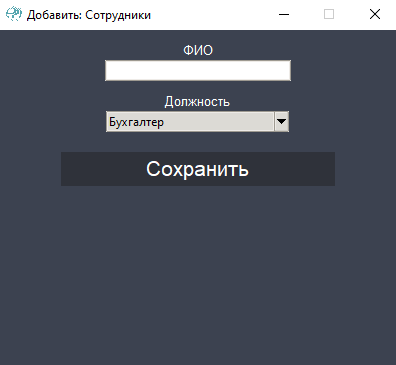 Добавить: Сотрудники
ФИО
Должность
Бухгалтер
Сохранить